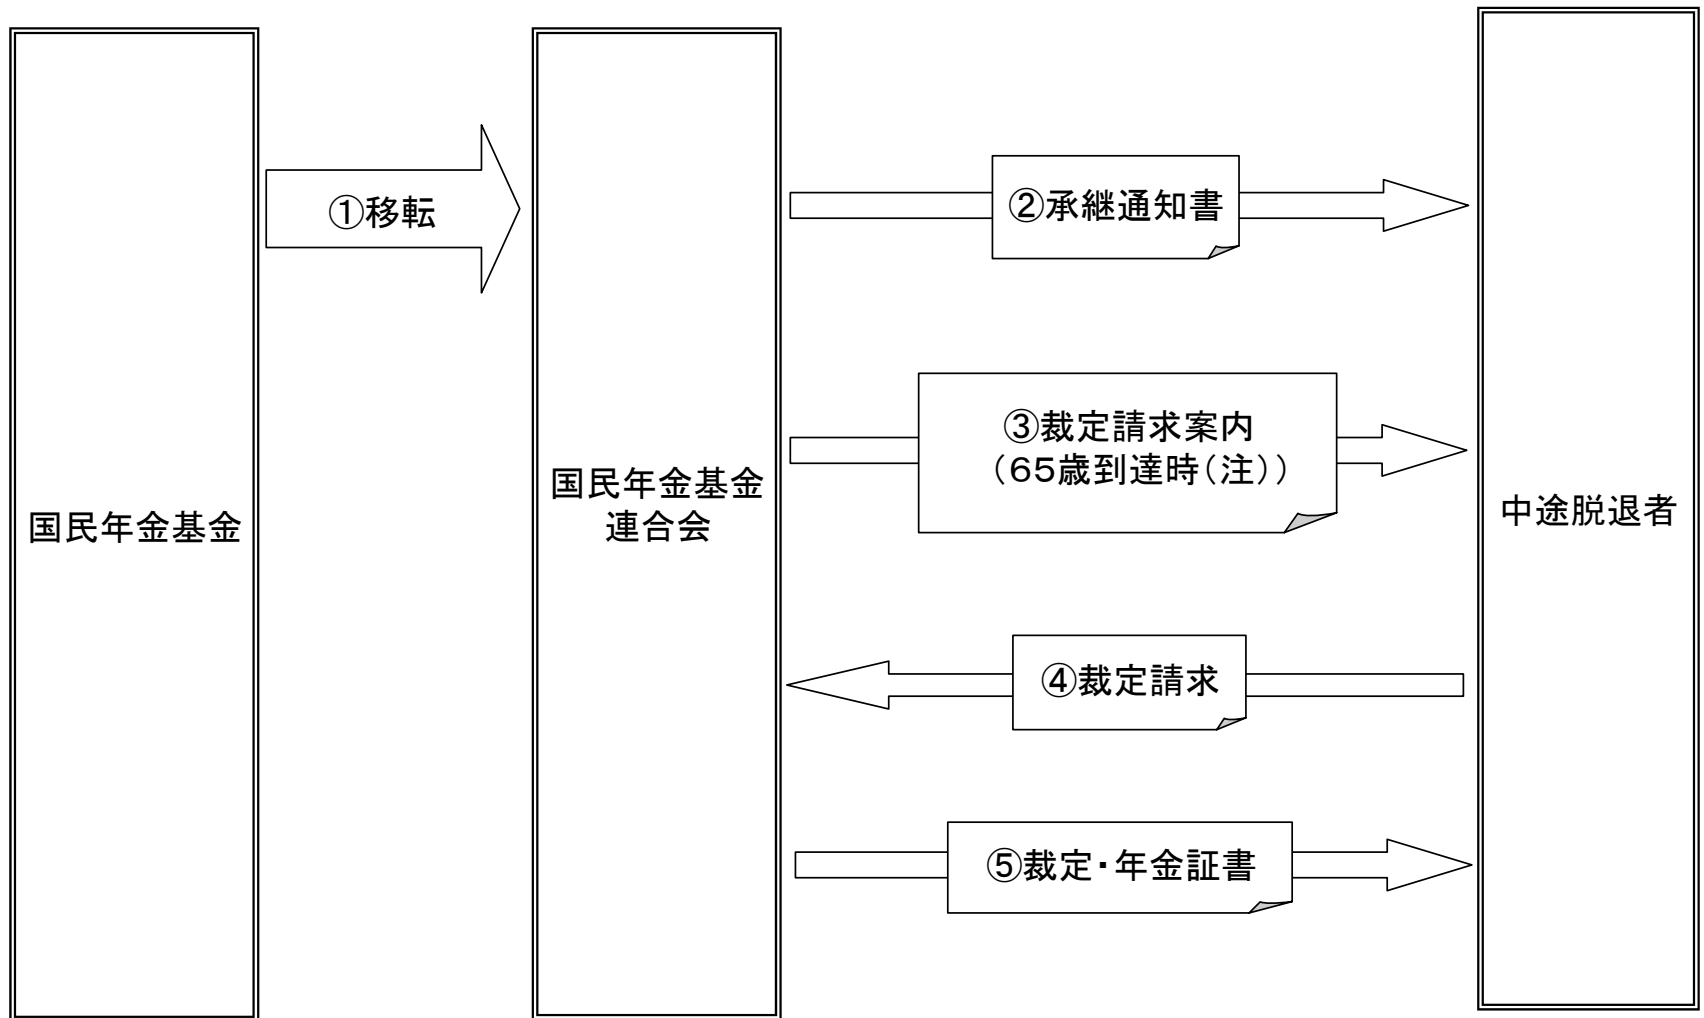 国民年金基金
①移転
国民年金基金
連合会
②承継通知書
③裁定請求案内
（６５歳到達時（注））
④裁定請求
⑤裁定・年金証書
中途脱退者